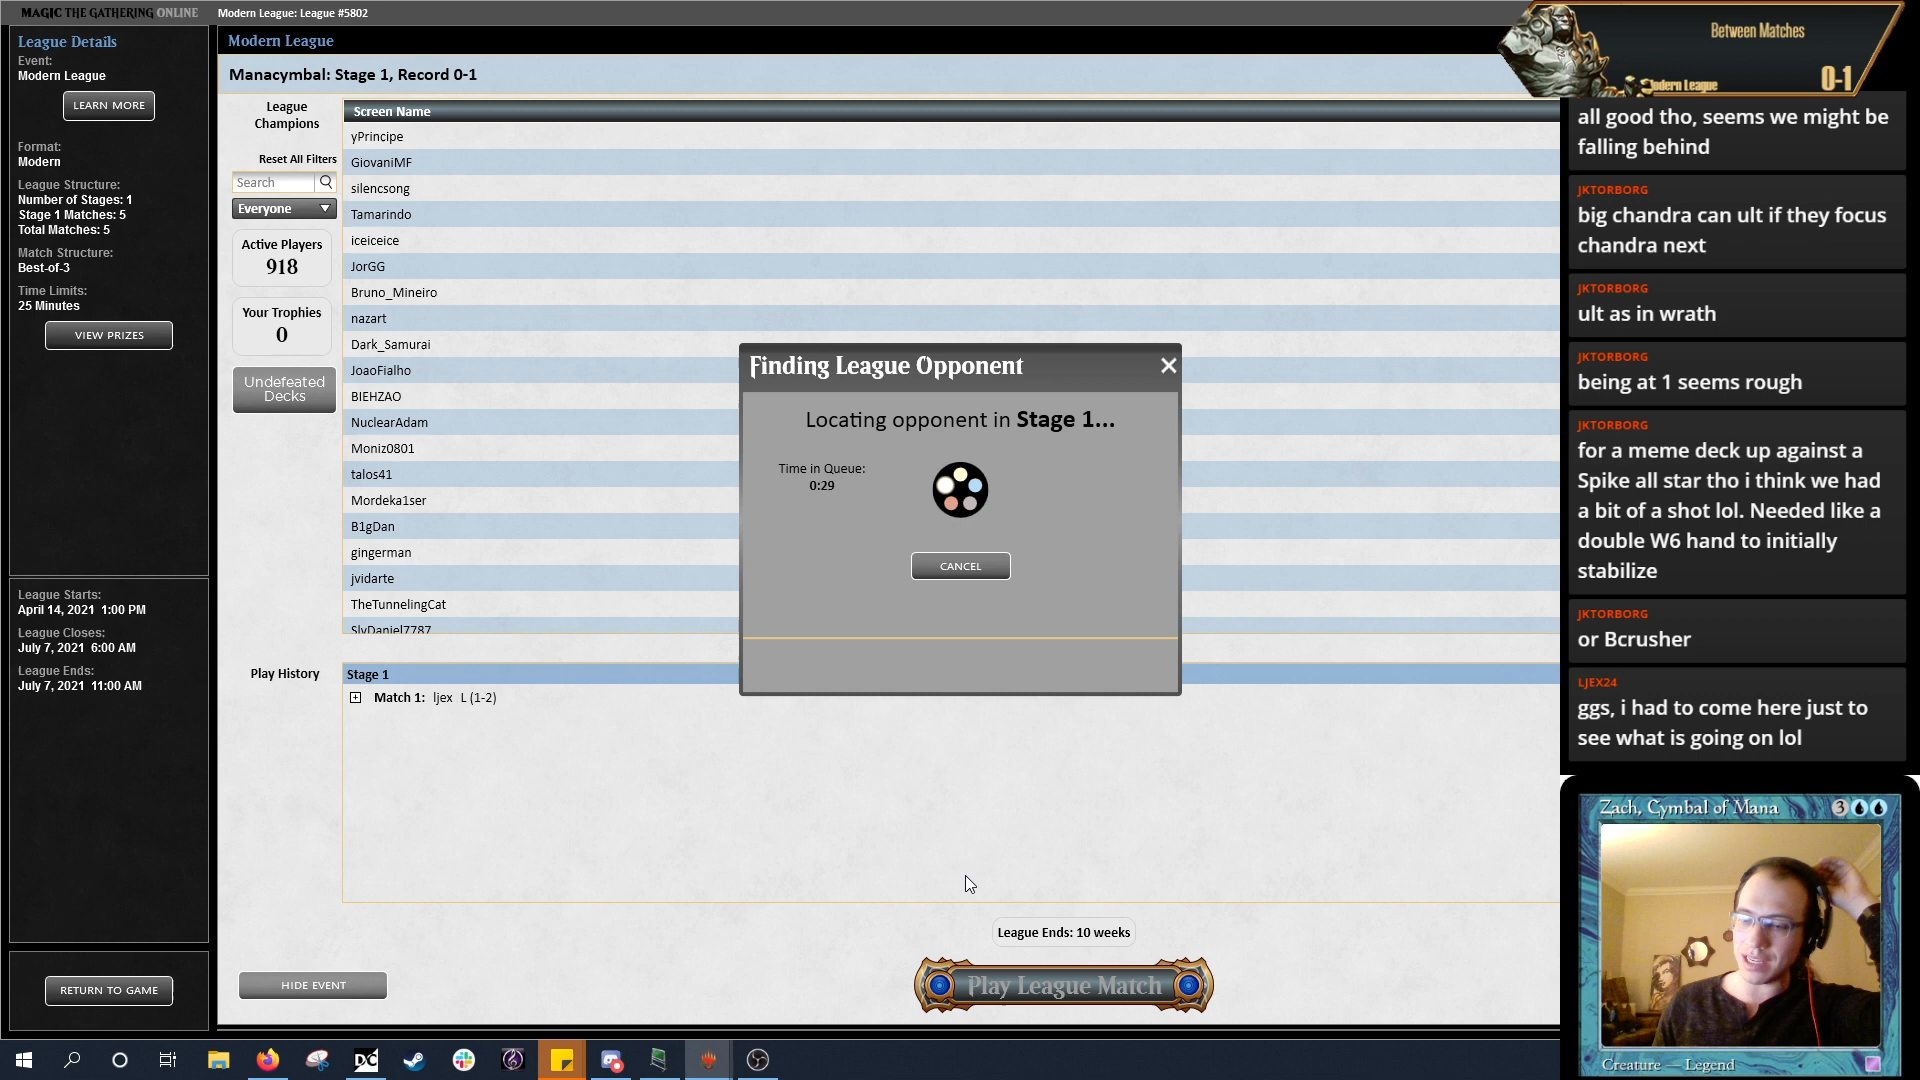 MAGIC THE GATHERING ONLINE
Modern League: League #5802
League Details
Event:
Modern League
LEARN MORE
Format:
Modern
League Structure:
Number of Stages: 1
Stage 1 Matches: 5
Total Matches: 5
Match Structure:
Best-of-3
Time Limits:
25 Minutes
VIEW PRIZES
League Starts:
April 14, 2021 1:00 PM
League Closes:
July 7, 2021 6:00 AM
League Ends:
July 7, 2021 11:00 AM
RETURN TO GAME
Modern League
Manacymbal: Stage 1, Record 0-1
League
Champions
Reset All Filters
Search
Everyone
Active Players
918
Your Trophies
0
Undefeated
Decks
Screen Name
yPrincipe
GiovaniMF
silencsong
Tamarindo
iceiceice
JorGG
Bruno_Mineiro
nazart
Dark_Samurai
JoaoFialho
BIEHZAO
NuclearAdam
Moniz0801
talos41
Mordeka1ser
B1gDan
gingerman
jvidarte
TheTunnelingCat
SlyDaniel7787
Finding League Opponent
Locating opponent in Stage 1...
Time in Queue:
0:29
CANCEL
Play History
Stage 1
Match 1: ljex L (1-2)
League Ends: 10 weeks
HIDE EVENT
Play League Match
Between Matches
Modern League
0-1
all good tho, seems we might be
falling behind
JKTORBORG
big chandra can ult if they focus
chandra next
JKTORBORG
ult as in wrath
JKTORBORG
being at 1 seems rough
JKTORBORG
for a meme deck up against a
Spike all star tho i think we had
a bit of a shot lol. Needed like a
double W6 hand to initially
stabilize
JKTORBORG
or Bcrusher
LJEX24
ggs, i had to come here just to
see what is going on lol
Zach, Cymbal of Mana
3
Creature — Legend
DC